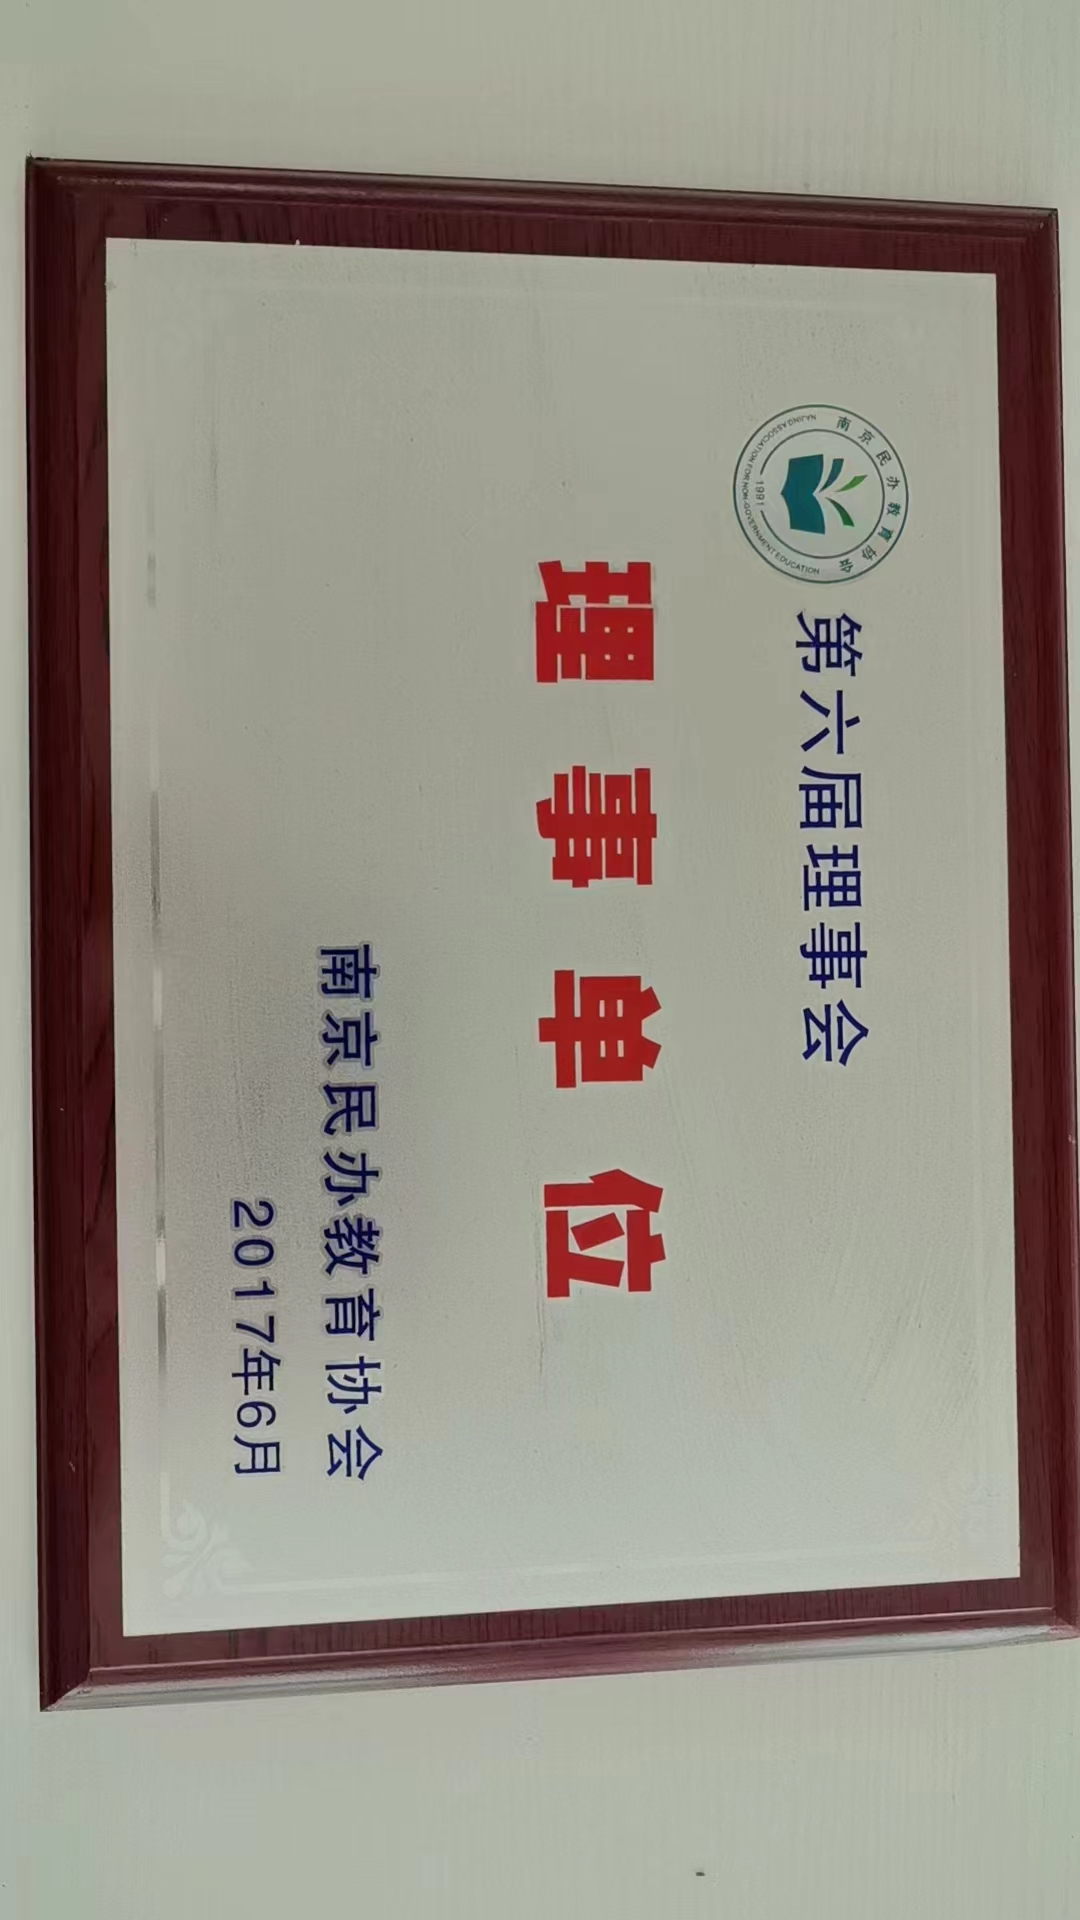 南京民办教育协会
NAJING ASSOCIATION FOR NON-GOVERNMENT EDUCATION
1991
第六届理事会
理事单位
南京民办教育协会
2017年6月